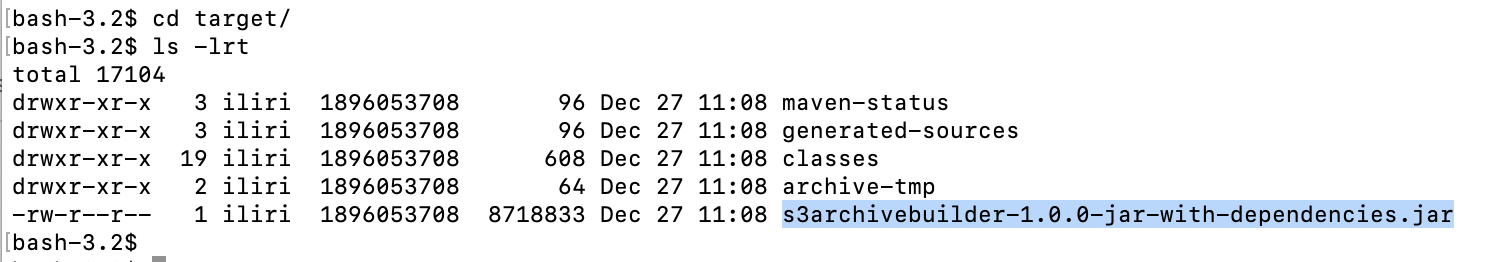 [bash-3.2$ cd target/
[bash-3.2$ ls -lrt
total 17104
drwxr-xr-x   3 iliri  1896053708       96 Dec 27 11:08 maven-status
drwxr-xr-x   3 iliri  1896053708       96 Dec 27 11:08 generated-sources
drwxr-xr-x  19 iliri  1896053708      608 Dec 27 11:08 classes
drwxr-xr-x   2 iliri  1896053708       64 Dec 27 11:08 archive-tmp
-rw-r--r--   1 iliri  1896053708  8718833 Dec 27 11:08 s3archivebuilder-1.0.0-jar-with-dependencies.jar
[bash-3.2$